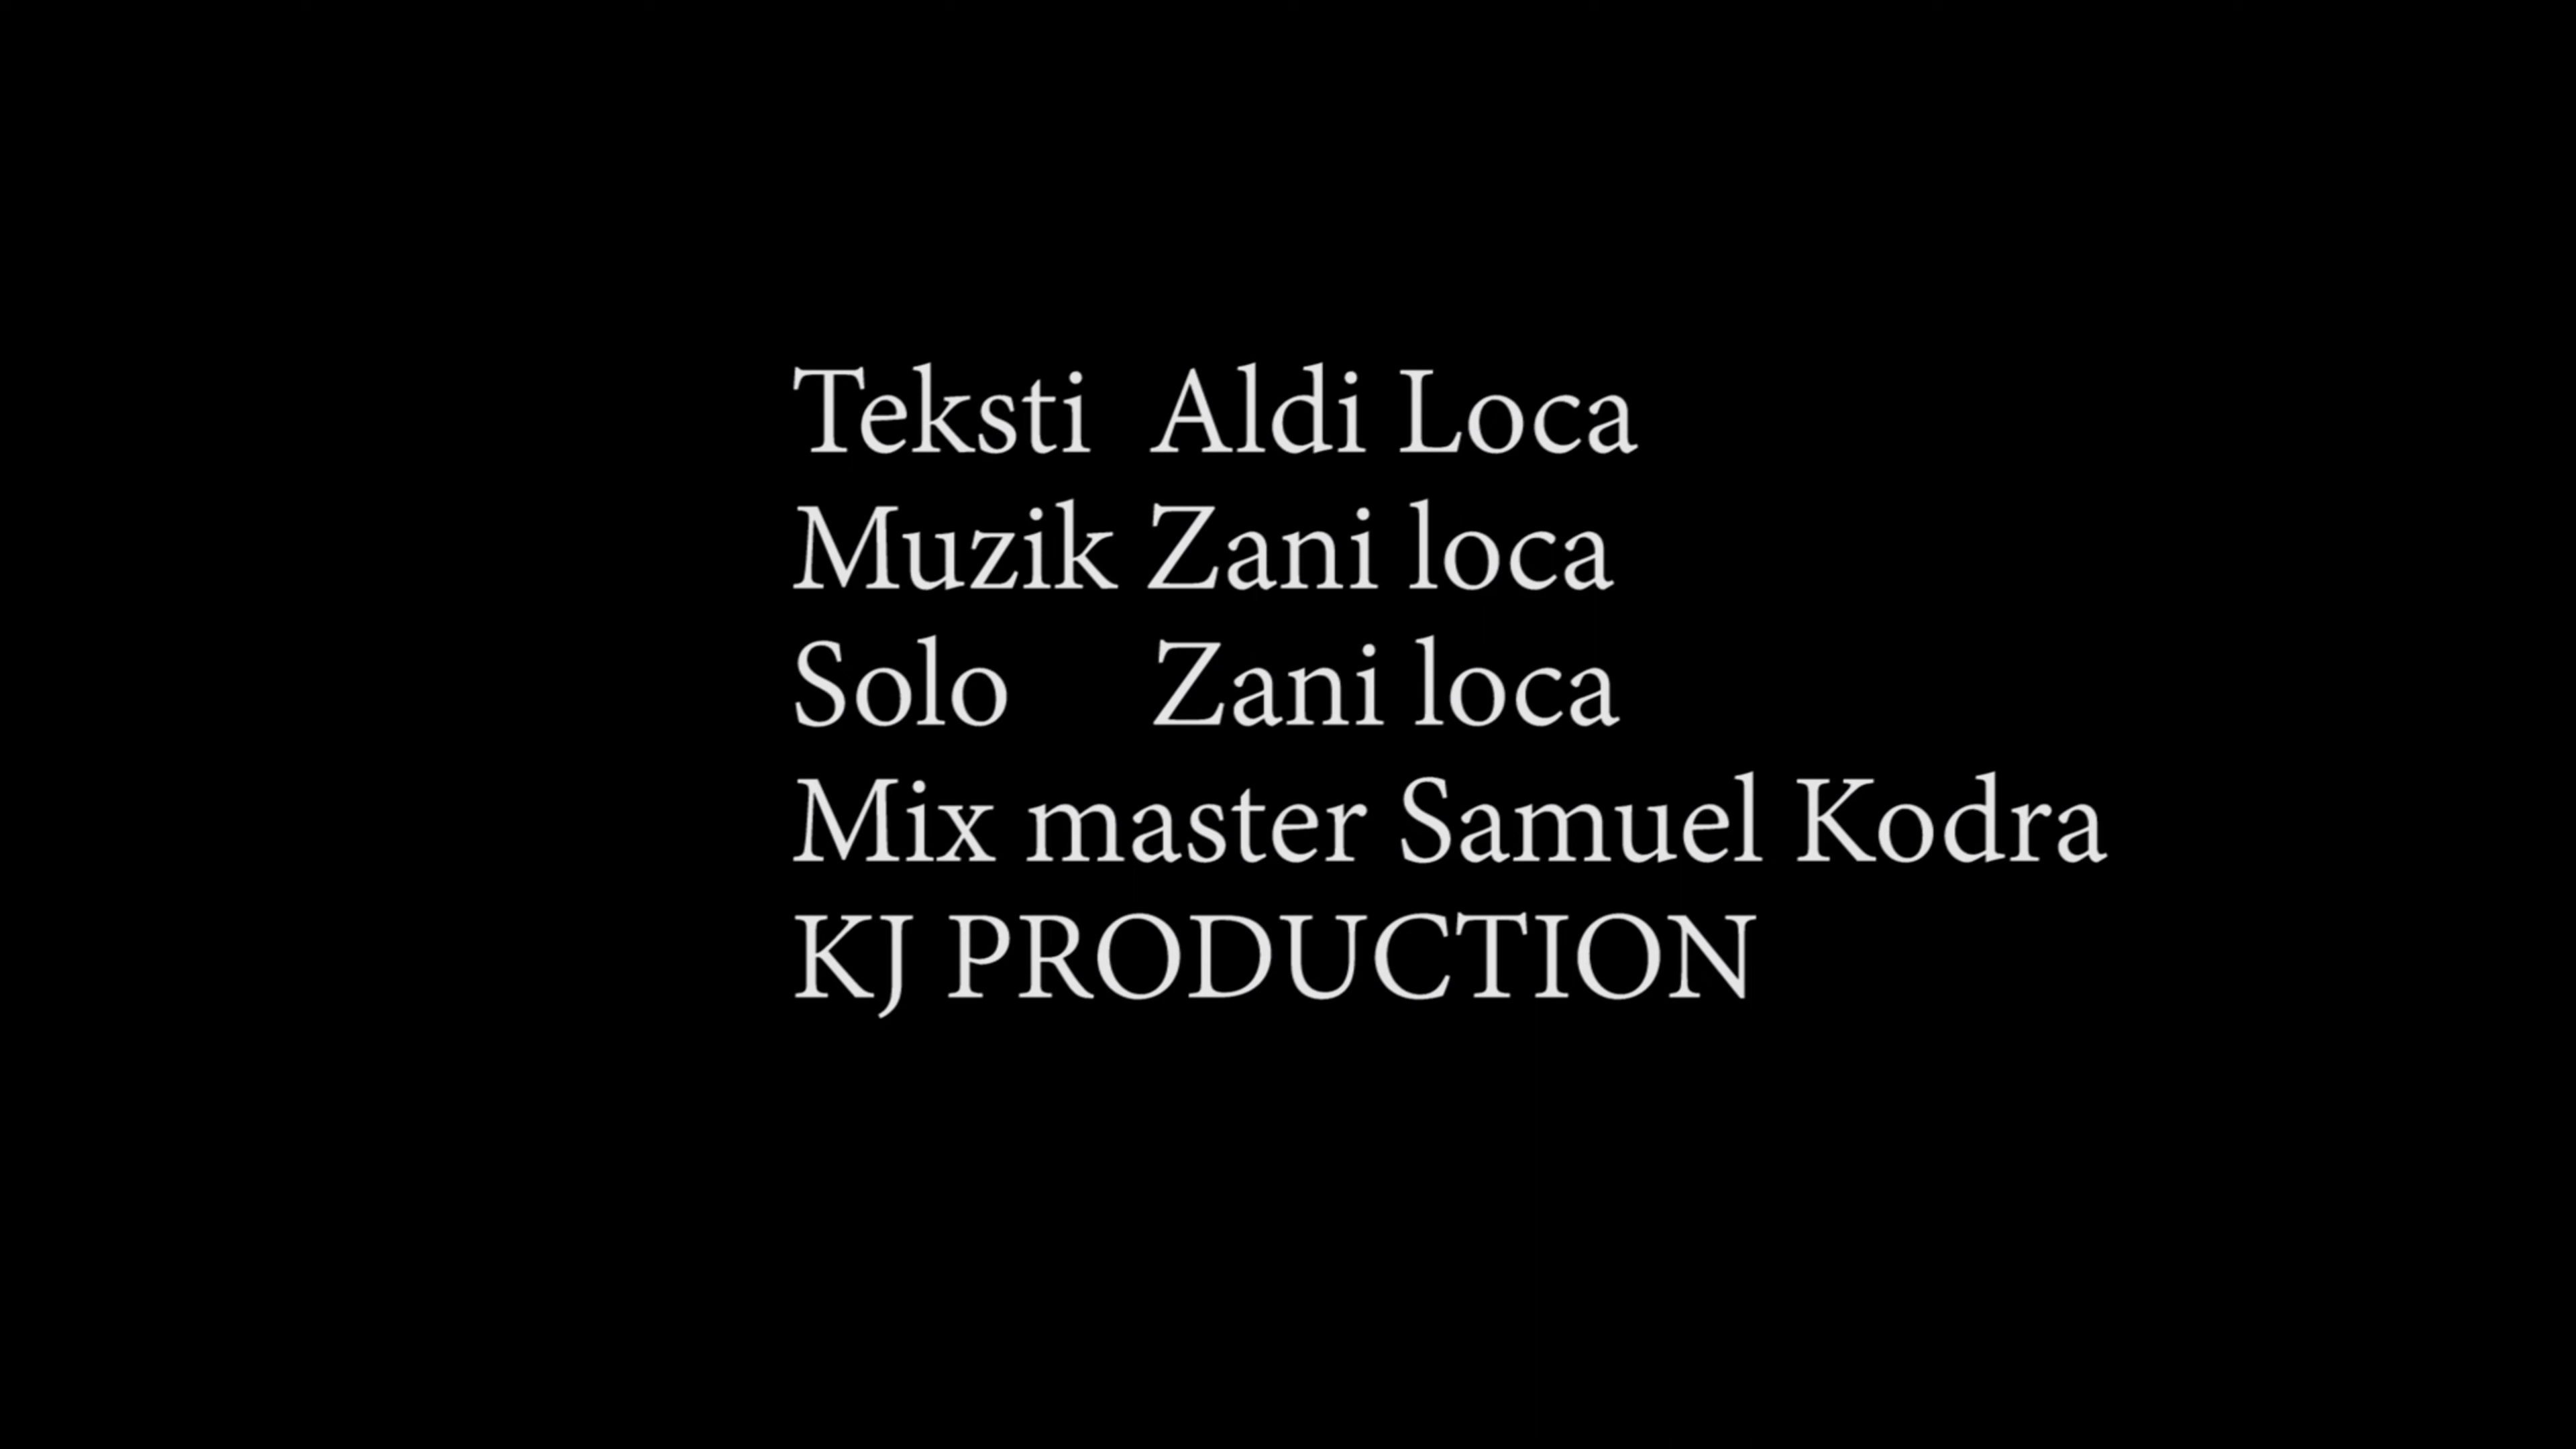 Teksti  Aldi Loca
Muzik Zani loca
Solo     Zani loca
Mix master Samuel Kodra
KJ PRODUCTION